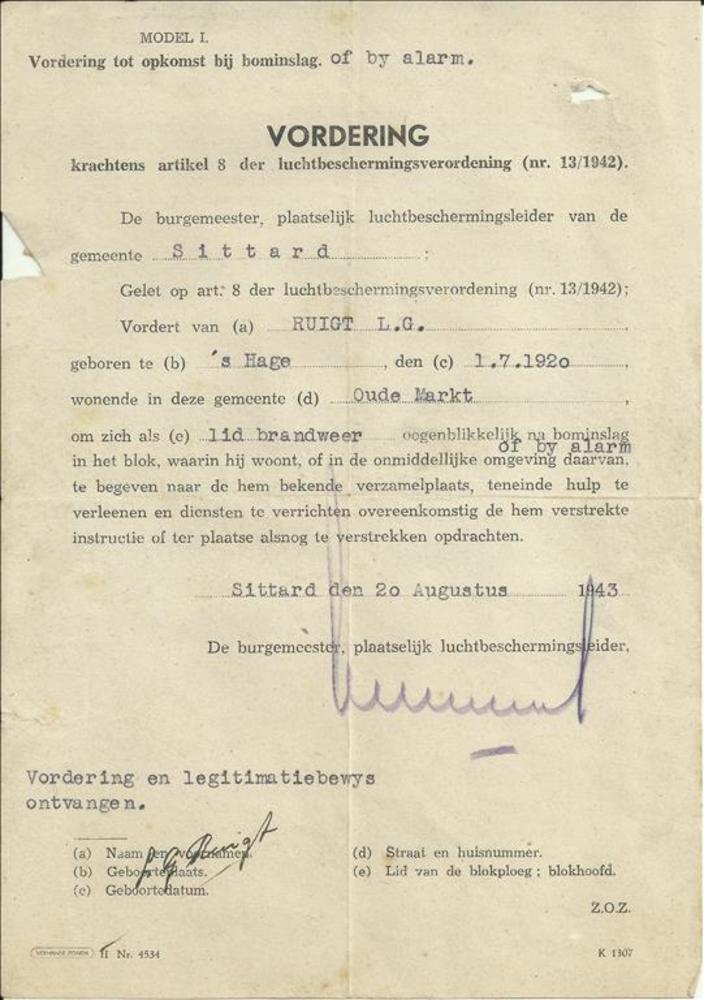 MODEL I.
Vordering tot opkomst bij bominslag. of by alarm.
VORDERING
krachtens artikel 8 der luchtbeschermingsverordening (nr. 13/1942).
De burgemeester, plaatselijk luchtbeschermingsleider van de
gemeente Sittard ;
Gelet op art. 8 der luchtbeschermingsverordening (nr. 13/1942);
Vordert van (a) RUIGT L.G. ,
geboren te (b) 's Hage , den (c) 1.7.1920 ,
wonende in deze gemeente (d) Oude Markt ,
om zich als (e) lid brandweer oogenblikkelijk na bominslag
of by alarm
in het blok, waarin hij woont, of in de onmiddellijke omgeving daarvan,
te begeven naar de hem bekende verzamelplaats, teneinde hulp te
verleenen en diensten te verrichten overeenkomstig de hem verstrekte
instructie of ter plaatse alsnog te verstrekken opdrachten.
Sittard den 20 Augustus 1943
De burgemeester, plaatselijk luchtbeschermingsleider,
Vordering en legitimatiebewys
ontvangen.
L G Ruigt
(a) Naam en voornamen.
(b) Geboorteplaats.
(c) Geboortedatum.
(d) Straat en huisnummer.
(e) Lid van de blokploeg ; blokhoofd.
Z.O.Z.
II Nr. 4534
K 1307